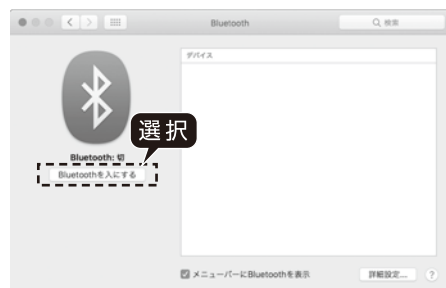 Bluetooth
検索
デバイス
選択
Bluetooth: 切
Bluetoothを入にする
メニューバーにBluetoothを表示
詳細設定...
?